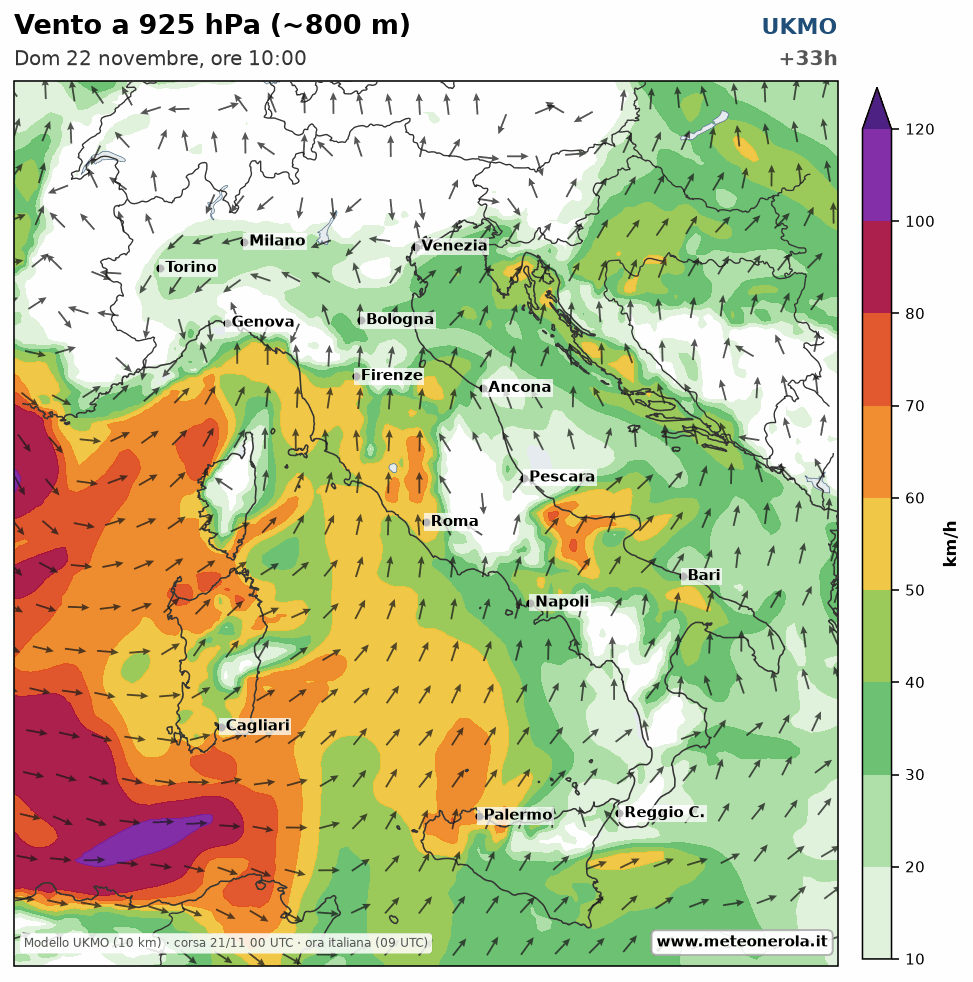 Vento a 925 hPa (~800 m)
UKMO
Dom 22 novembre, ore 10:00
+33h
Milano
Venezia
Torino
Genova
Bologna
Firenze
Ancona
Pescara
Roma
Bari
Napoli
Cagliari
Palermo
Reggio C.
120
100
80
70
60
50
40
30
20
10
km/h
Modello UKMO (10 km) · corsa 21/11 00 UTC · ora italiana (09 UTC)
www.meteonerola.it